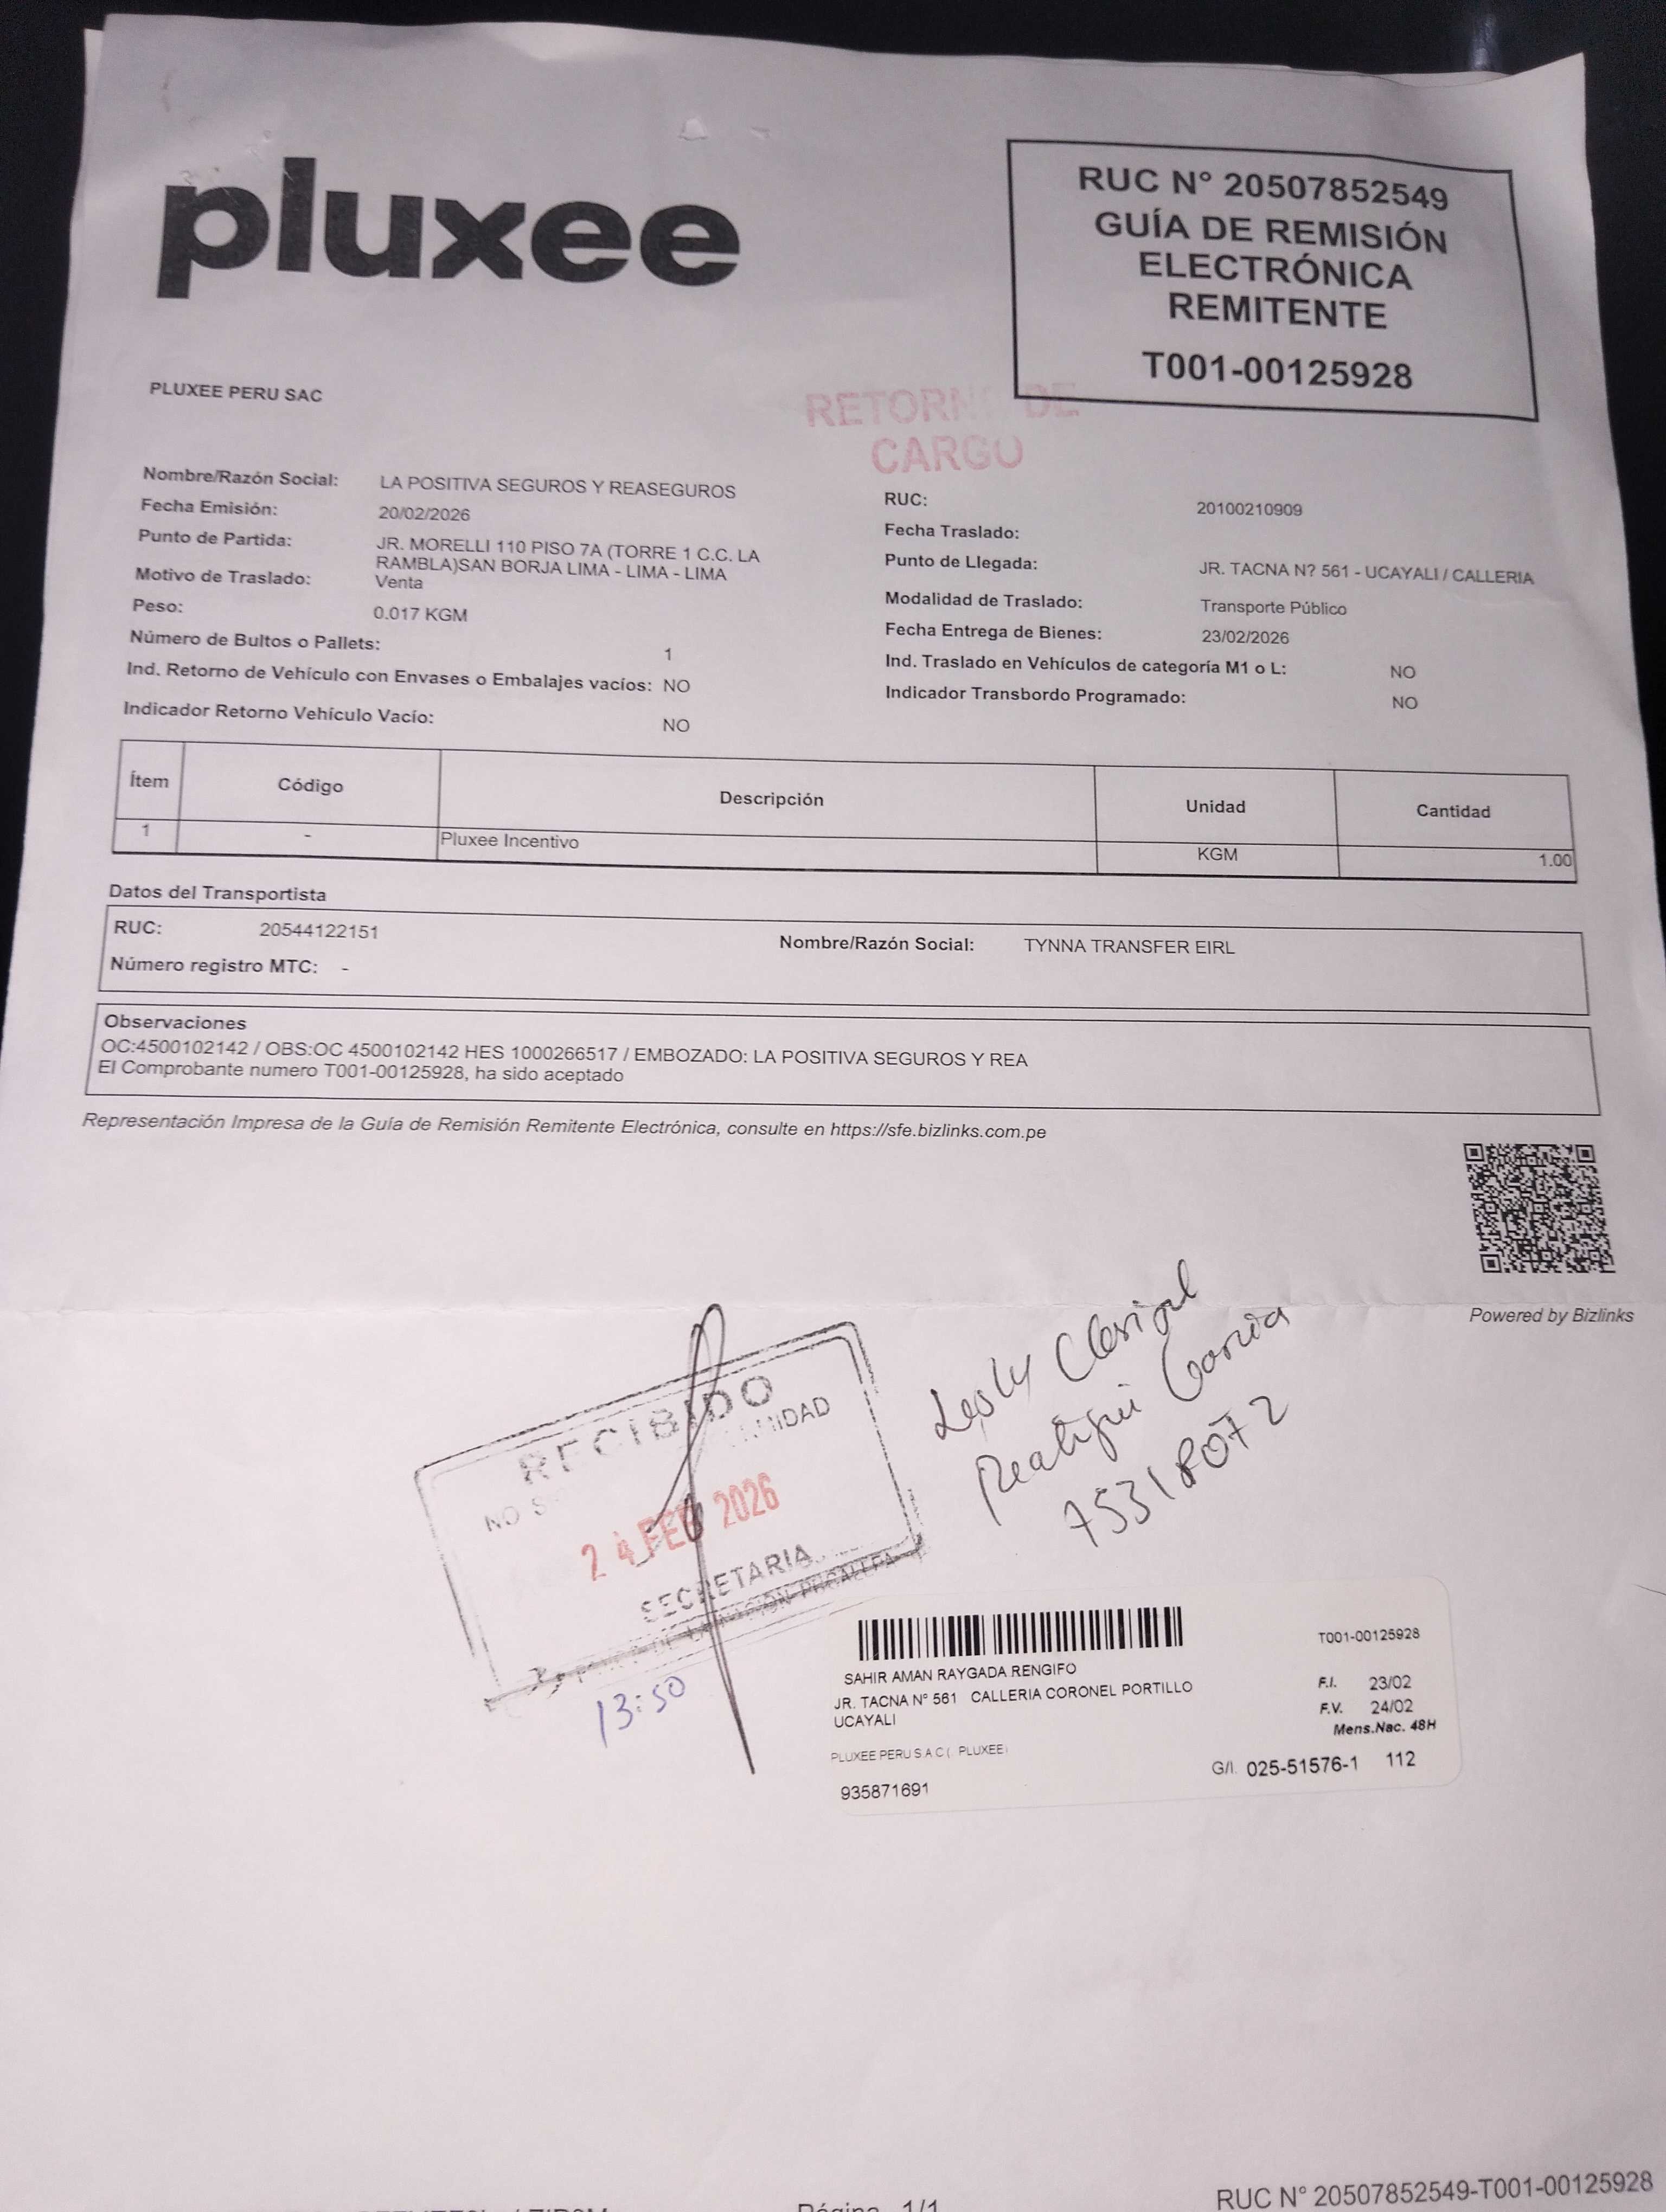 pluxee
RUC N° 20507852549
GUÍA DE REMISIÓN
ELECTRÓNICA
REMITENTE
T001-00125928
PLUXEE PERU SAC
RETORNO DE
CARGO
Nombre/Razón Social: LA POSITIVA SEGUROS Y REASEGUROS
Fecha Emisión: 20/02/2026
Punto de Partida: JR. MORELLI 110 PISO 7A (TORRE 1 C.C. LA
RAMBLA)SAN BORJA LIMA - LIMA - LIMA
Motivo de Traslado: Venta
Peso: 0.017 KGM
Número de Bultos o Pallets: 1
Ind. Retorno de Vehículo con Envases o Embalajes vacíos: NO
Indicador Retorno Vehículo Vacío: NO
RUC: 20100210909
Fecha Traslado:
Punto de Llegada: JR. TACNA N? 561 - UCAYALI / CALLERIA
Modalidad de Traslado: Transporte Público
Fecha Entrega de Bienes: 23/02/2026
Ind. Traslado en Vehículos de categoría M1 o L: NO
Indicador Transbordo Programado: NO
Ítem Código Descripción Unidad Cantidad
1 - Pluxee Incentivo KGM 1.00
Datos del Transportista
RUC: 20544122151 Nombre/Razón Social: TYNNA TRANSFER EIRL
Número registro MTC: -
Observaciones
OC:4500102142 / OBS:OC 4500102142 HES 1000266517 / EMBOZADO: LA POSITIVA SEGUROS Y REA
El Comprobante numero T001-00125928, ha sido aceptado
Representación Impresa de la Guía de Remisión Remitente Electrónica, consulte en https://sfe.bizlinks.com.pe
Powered by Bizlinks
RECIBIDO
NO
24 FEB 2026
SECRETARIA
13:50
Lesly
Reategui Garcia
75318072
T001-00125928
SAHIR AMAN RAYGADA RENGIFO
JR. TACNA N° 561 CALLERIA CORONEL PORTILLO
UCAYALI
F.I. 23/02
F.V. 24/02
Mens.Nac. 48H
PLUXEE PERU S A C ( PLUXEE)
G/I. 025-51576-1 112
935871691
Página 1/1
RUC N° 20507852549-T001-00125928